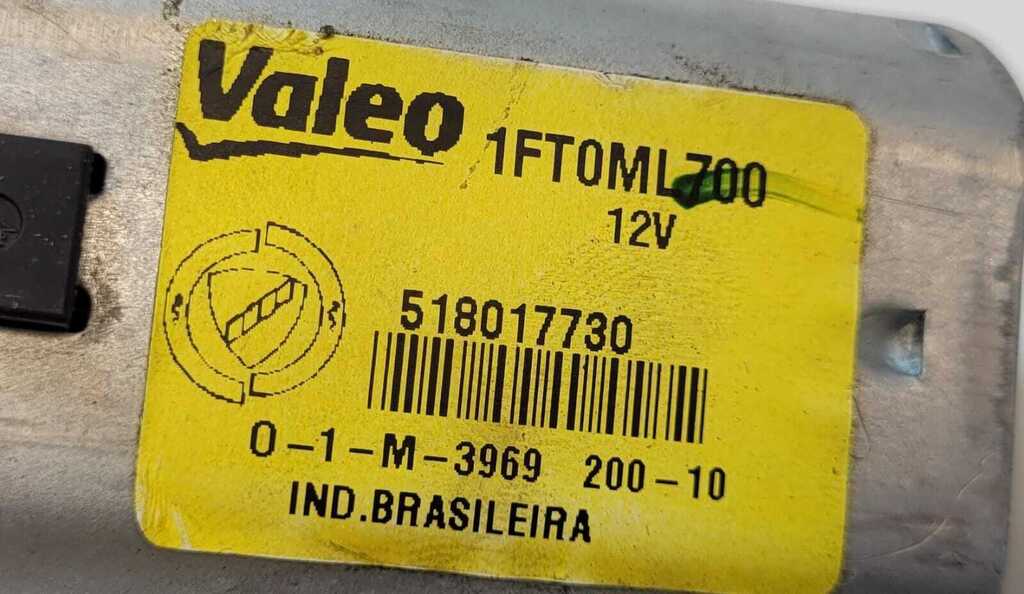 Valeo
1FT0ML700
12V
518017730
0-1-M-3969 200-10
IND.BRASILEIRA